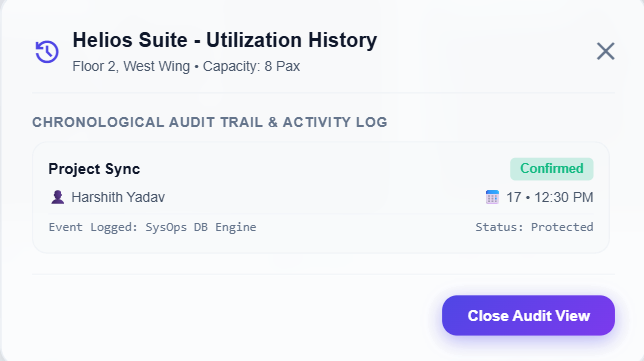 Helios Suite - Utilization History
Floor 2, West Wing • Capacity: 8 Pax
CHRONOLOGICAL AUDIT TRAIL & ACTIVITY LOG
Project Sync
Confirmed
Harshith Yadav
17 • 12:30 PM
Event Logged: SysOps DB Engine
Status: Protected
Close Audit View